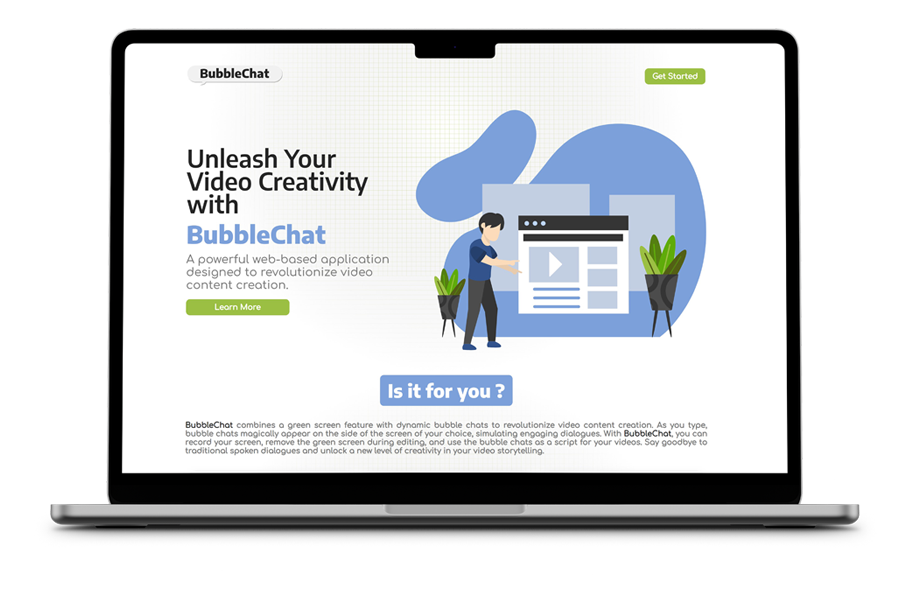 BubbleChat
Get Started
Unleash Your
Video Creativity
with
BubbleChat
A powerful web-based application
designed to revolutionize video
content creation.
Learn More
Is it for you ?
BubbleChat combines a green screen feature with dynamic bubble chats to revolutionize video content creation. As you type,
bubble chats magically appear on the side of the screen of your choice, simulating engaging dialogues. With BubbleChat, you can
record your screen, remove the green screen during editing, and use the bubble chats as a script for your videos. Say goodbye to
traditional spoken dialogues and unlock a new level of creativity in your video storytelling.